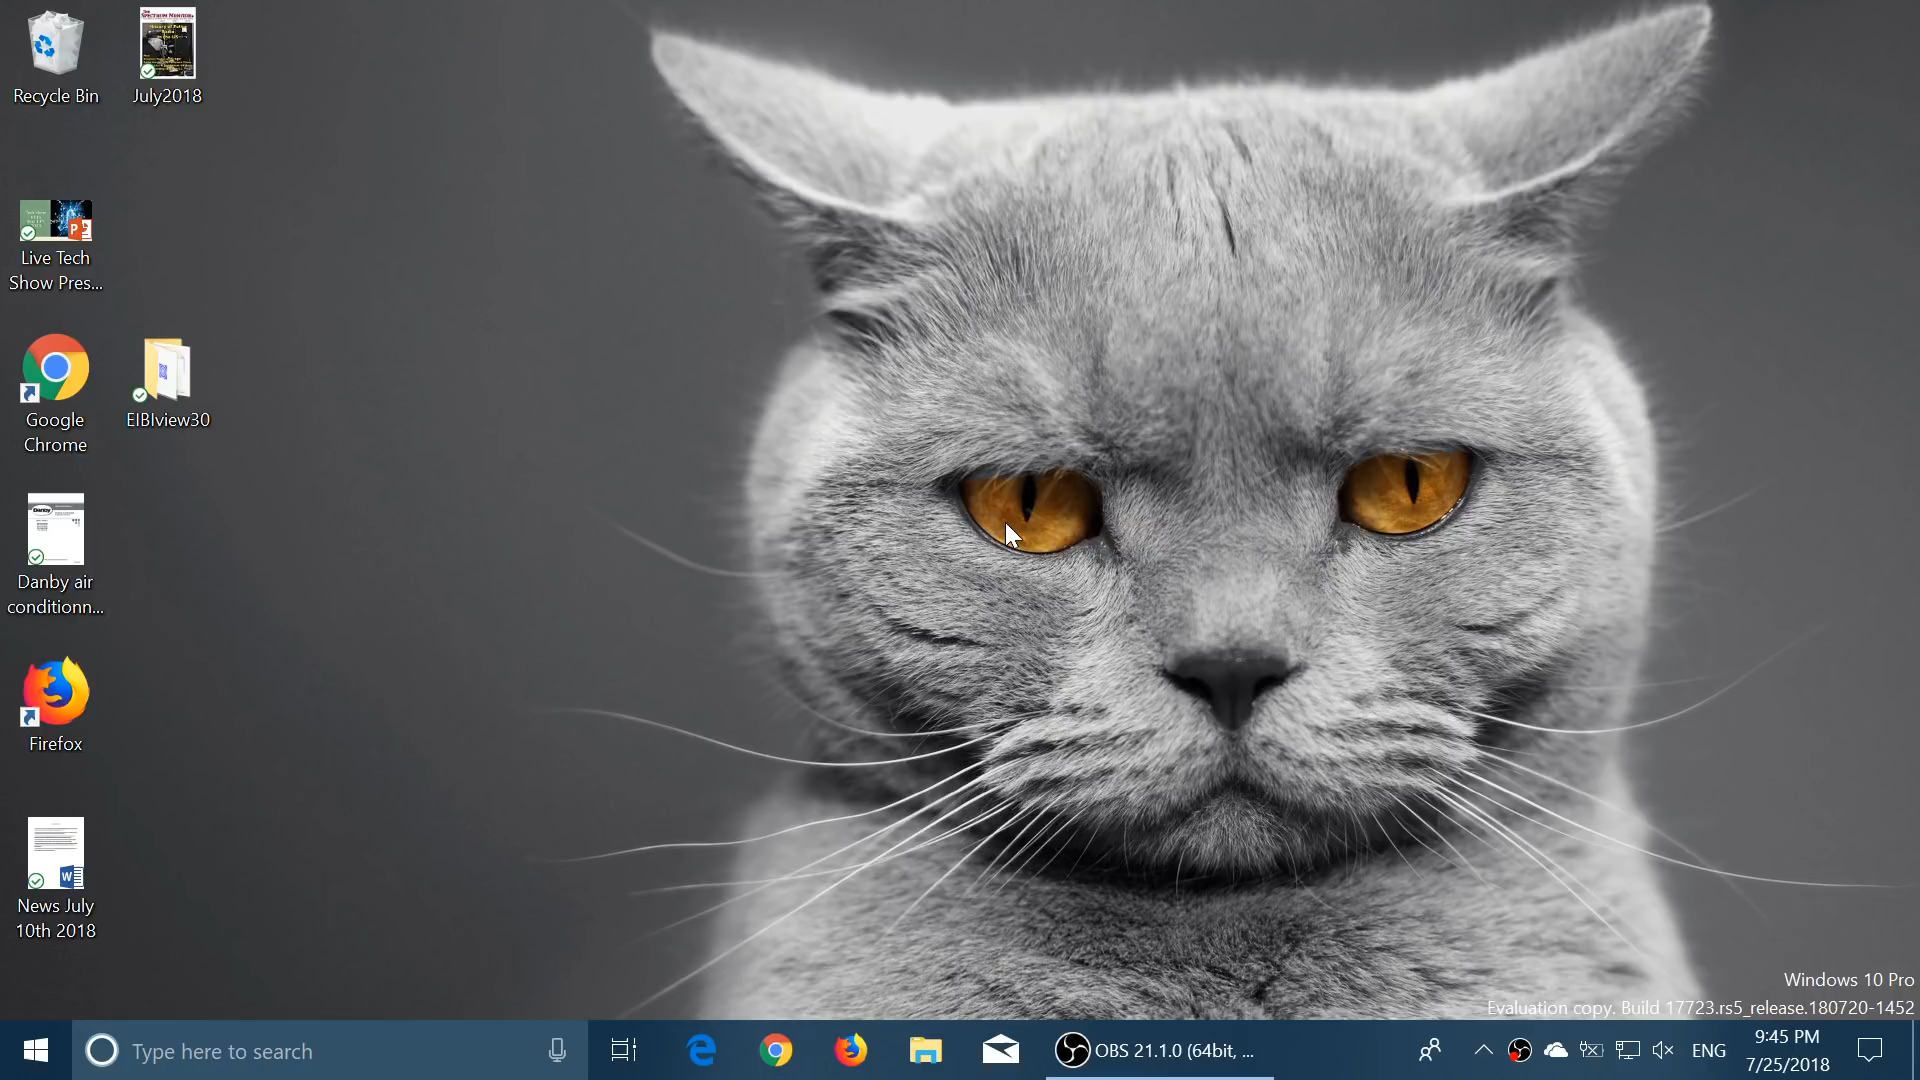 Recycle Bin
July2018
Live Tech
Show Pres...
Google
Chrome
EIBIview30
Danby
Danby air
conditionn...
Firefox
News July
10th 2018
Windows 10 Pro
Evaluation copy. Build 17723.rs5_release.180720-1452
Type here to search
OBS 21.1.0 (64bit, ...
ENG
9:45 PM
7/25/2018